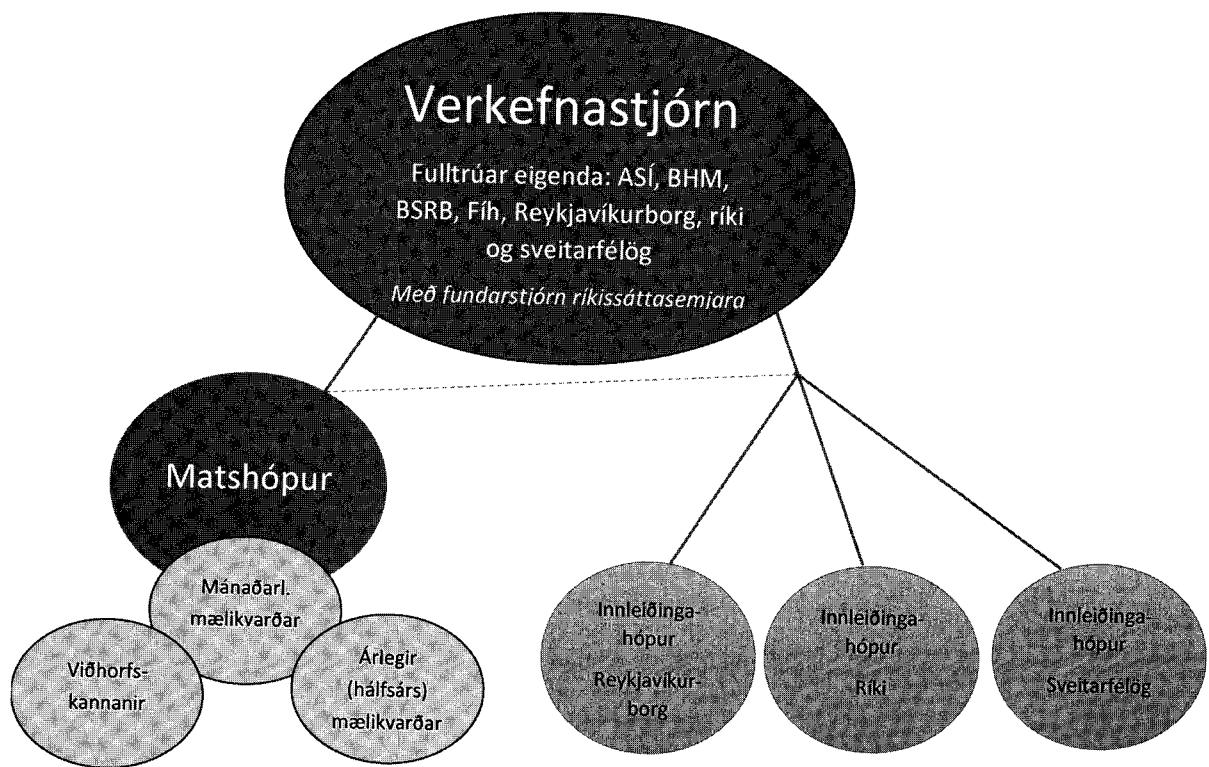 Verkefnastjórn
Fulltrúar eigenda: ASÍ, BHM,
BSRB, Fíh, Reykjavíkurborg, ríki
og sveitarfélög
Með fundarstjórn ríkissáttasemjara
Matshópur
Mánaðarl.
mælikvarðar
Viðhorfs-
kannanir
Árlegir
(hálfsárs)
mælikvarðar
Innleiðinga-
hópur
Reykjavíkur-
borg
Innleiðinga-
hópur
Ríki
Innleiðinga-
hópur
Sveitarfélög